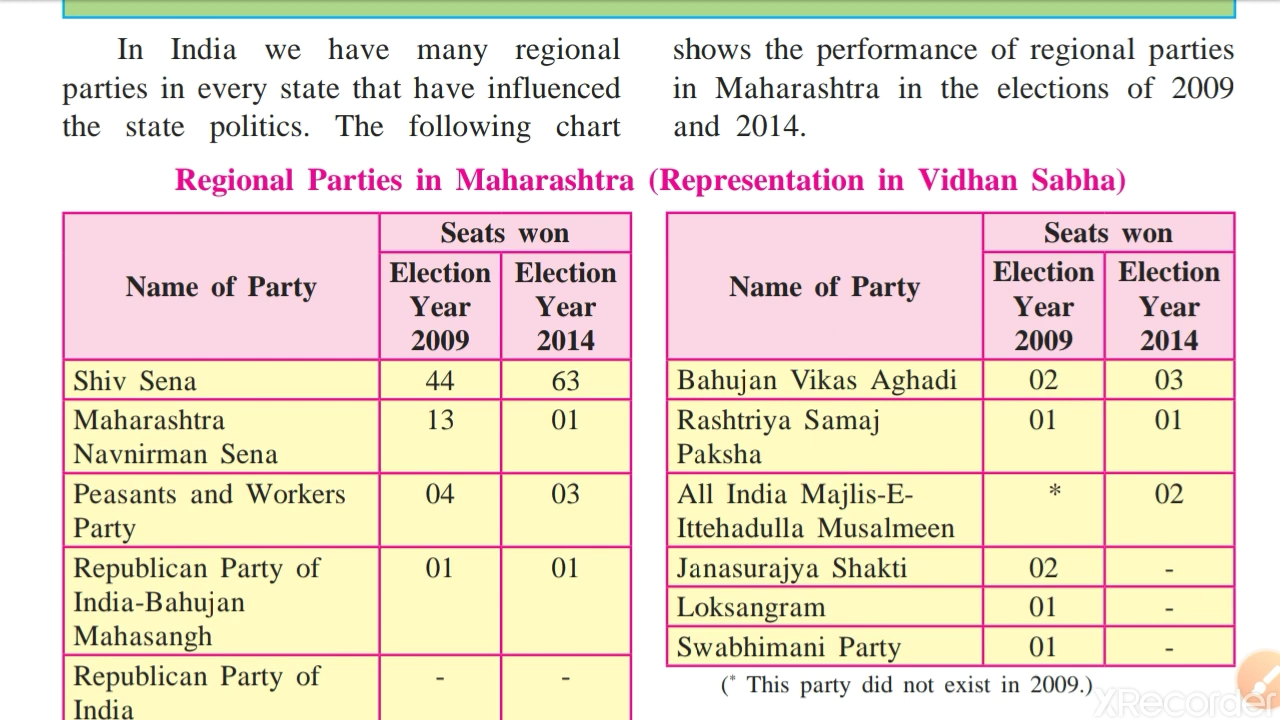 In India we have many regional
parties in every state that have influenced
the state politics. The following chart
shows the performance of regional parties
in Maharashtra in the elections of 2009
and 2014.
Regional Parties in Maharashtra (Representation in Vidhan Sabha)
Name of Party
Seats won
Election Year 2009
Election Year 2014
Shiv Sena 44 63
Maharashtra 13 01
Navnirman Sena
Peasants and Workers 04 03
Party
Republican Party of 01 01
India-Bahujan
Mahasangh
Republican Party of - -
India
Name of Party
Seats won
Election Year 2009
Election Year 2014
Bahujan Vikas Aghadi 02 03
Rashtriya Samaj 01 01
Paksha
All India Majlis-E- * 02
Ittehadulla Musalmeen
Janasurajya Shakti 02 -
Loksangram 01 -
Swabhimani Party 01 -
(* This party did not exist in 2009.)
XRecorder